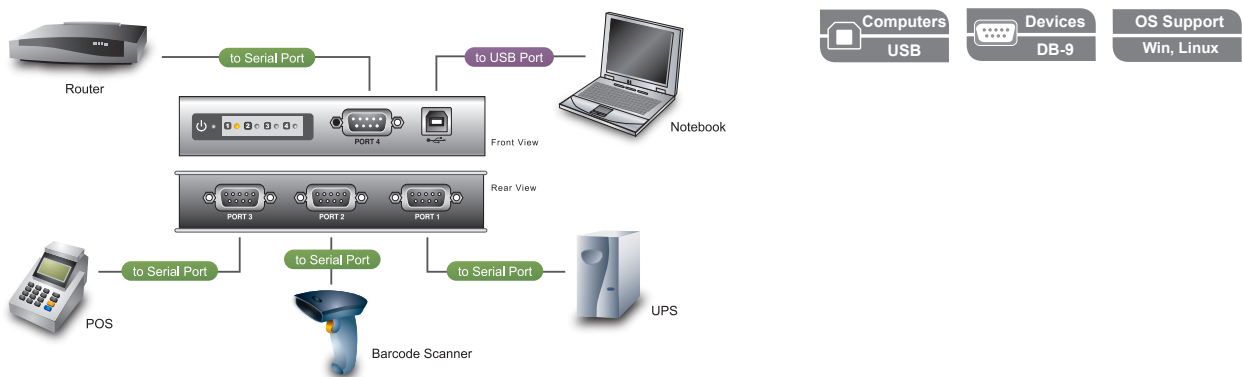 Computers
USB
Devices
DB-9
OS Support
Win, Linux
to Serial Port
to USB Port
Router
Notebook
1 2 3 4
PORT 4
Front View
Rear View
PORT 3
PORT 2
PORT 1
to Serial Port
to Serial Port
to Serial Port
POS
Barcode Scanner
UPS